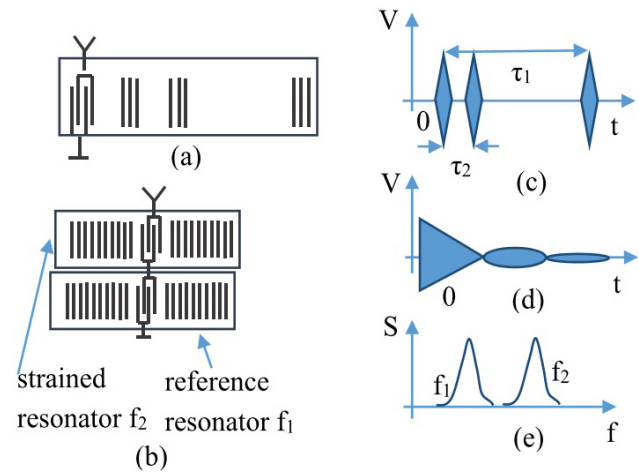 (a)
strained
resonator f₂
reference
resonator f₁
(b)
V
τ₁
0
t
τ₂
(c)
V
0
t
(d)
S
f₁
f₂
f
(e)